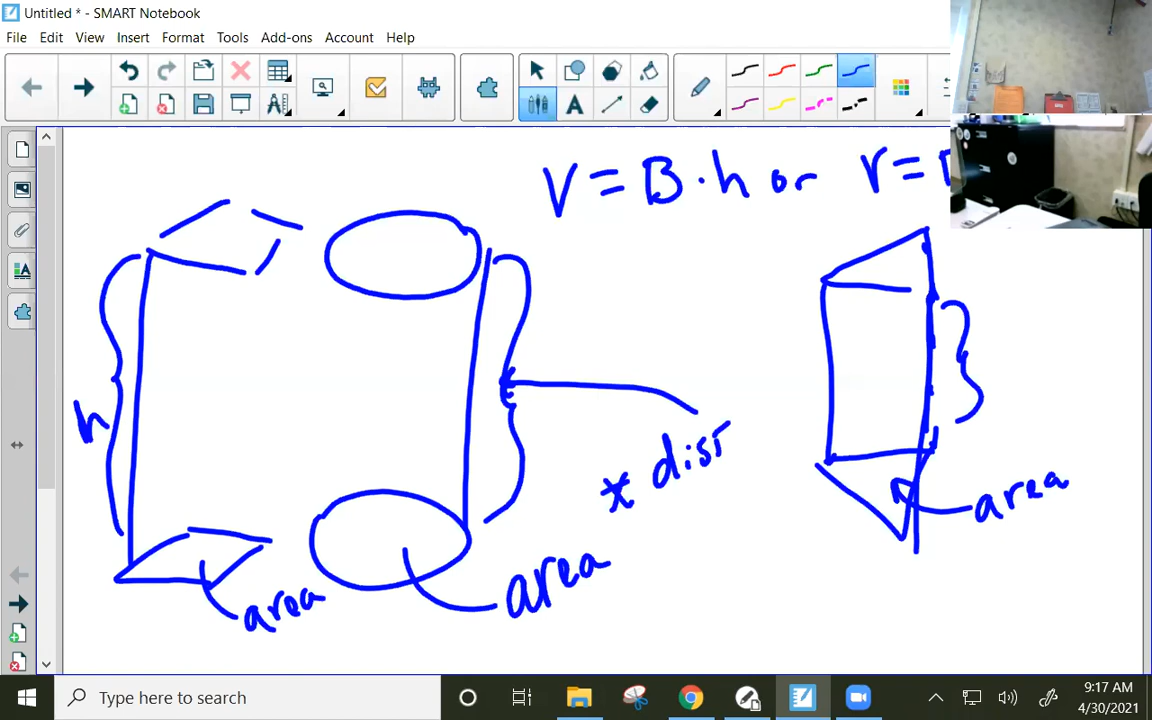 Untitled * - SMART Notebook
File Edit View Insert Format Tools Add-ons Account Help
V = B · h or V =
h
* dist
area
area
area
Type here to search
9:17 AM
4/30/2021